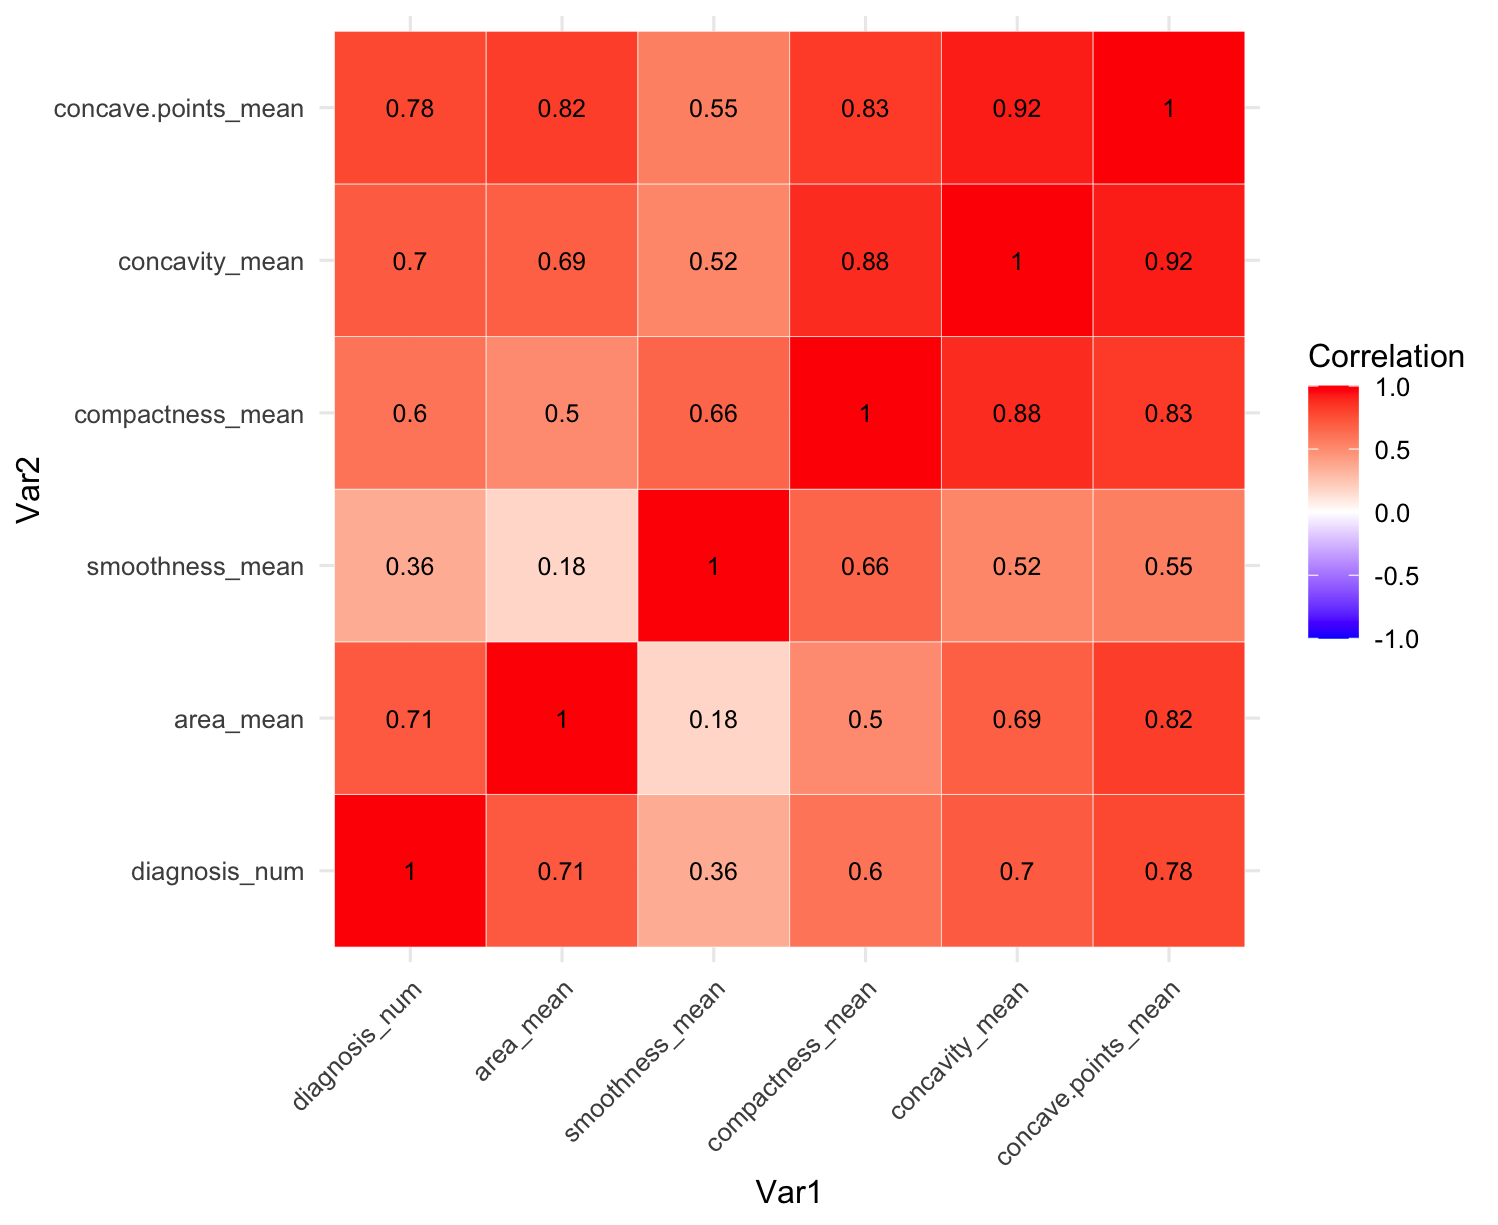 concave.points_mean 0.78 0.82 0.55 0.83 0.92 1
concavity_mean 0.7 0.69 0.52 0.88 1 0.92
compactness_mean 0.6 0.5 0.66 1 0.88 0.83
smoothness_mean 0.36 0.18 1 0.66 0.52 0.55
area_mean 0.71 1 0.18 0.5 0.69 0.82
diagnosis_num 1 0.71 0.36 0.6 0.7 0.78
Var2
diagnosis_num
area_mean
smoothness_mean
compactness_mean
concavity_mean
concave.points_mean
Var1
Correlation
1.0
0.5
0.0
-0.5
-1.0